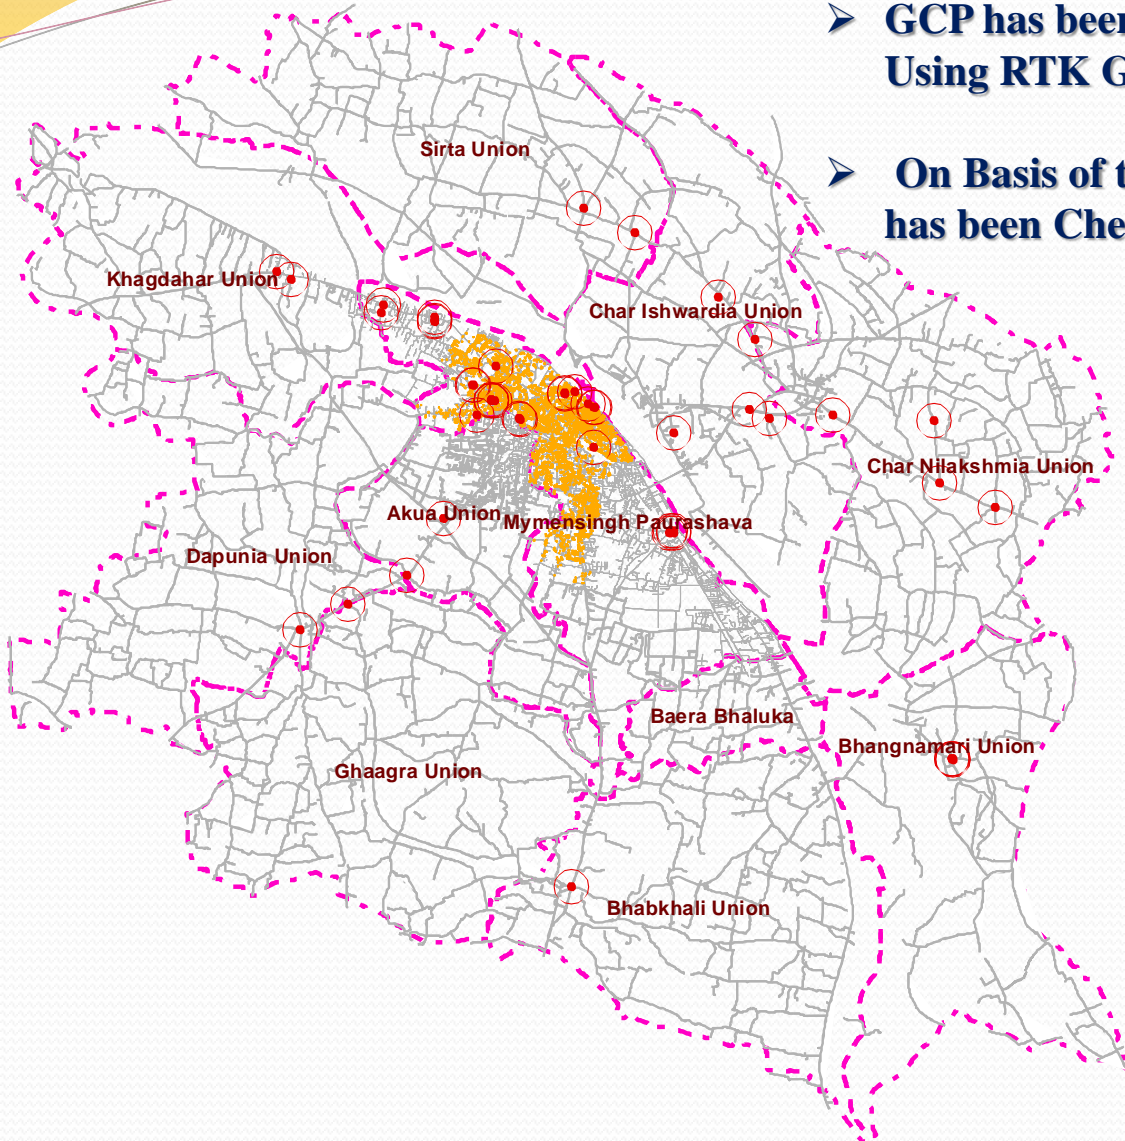 ➢ GCP has been
Using RTK G
➢ On Basis of t
has been Che
Sirta Union
Khagdahar Union
Char Ishwardia Union
Char Nilakshmia Union
Akua Union
Mymensingh Paurashava
Dapunia Union
Baera Bhaluka
Bhangnamari Union
Ghaagra Union
Bhabkhali Union